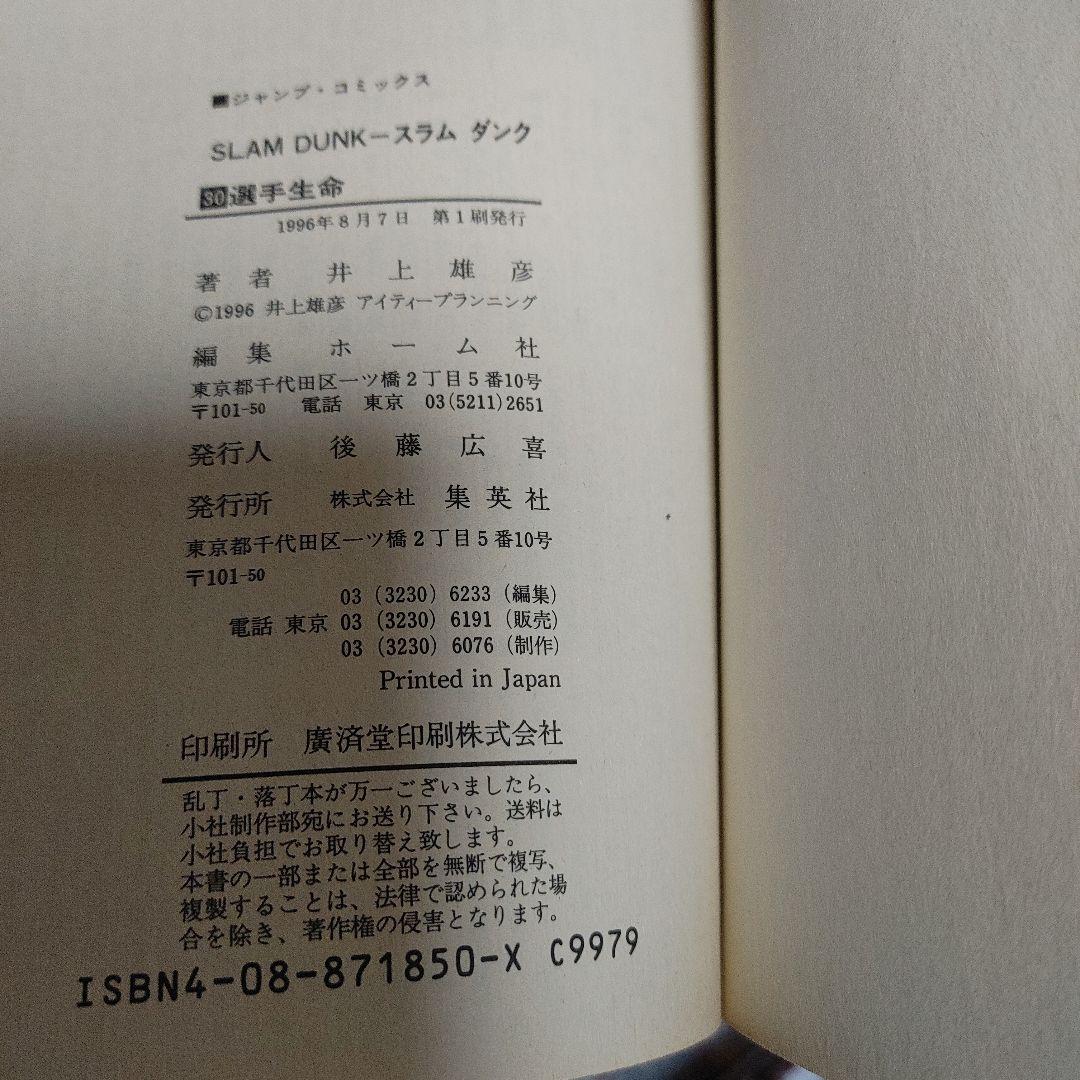 ■ジャンプ・コミックス
SLAM DUNK―スラム ダンク
30選手生命
1996年8月7日 第1刷発行
著者 井上雄彦
©1996 井上雄彦 アイティープランニング
編集 ホーム社
東京都千代田区一ツ橋2丁目5番10号
〒101-50 電話 東京 03(5211)2651
発行人 後藤広喜
発行所 株式会社 集英社
東京都千代田区一ツ橋2丁目5番10号
〒101-50
03(3230)6233(編集)
電話 東京 03(3230)6191(販売)
03(3230)6076(制作)
Printed in Japan
印刷所 廣済堂印刷株式会社
乱丁・落丁本が万一ございましたら、
小社制作部宛にお送り下さい。送料は
小社負担でお取り替え致します。
本書の一部または全部を無断で複写、
複製することは、法律で認められた場
合を除き、著作権の侵害となります。
ISBN4-08-871850-X C9979